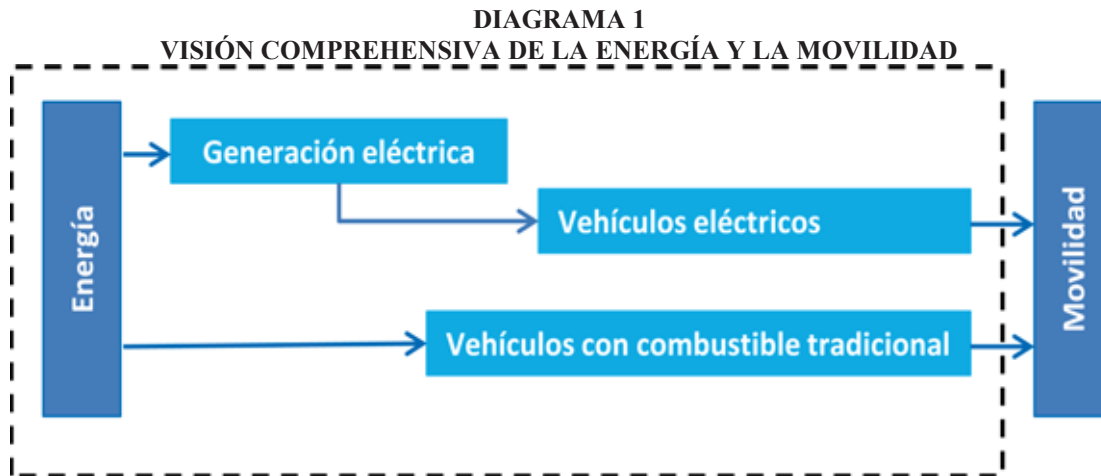 DIAGRAMA 1
VISIÓN COMPREHENSIVA DE LA ENERGÍA Y LA MOVILIDAD
Energía
Generación eléctrica
Vehículos eléctricos
Vehículos con combustible tradicional
Movilidad